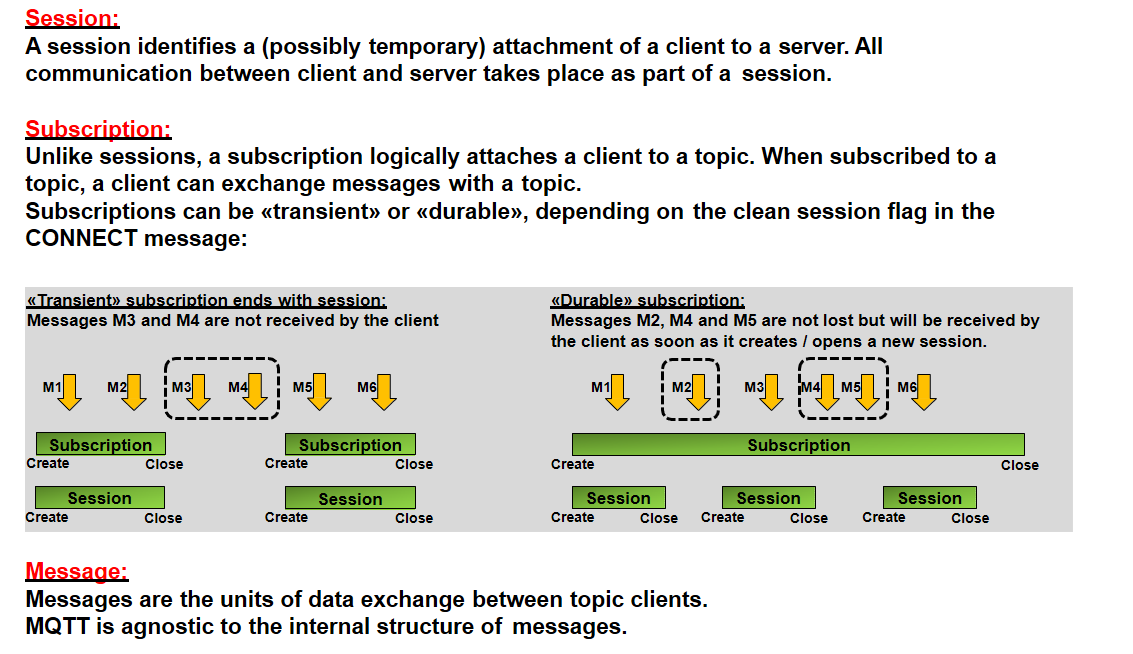 Session:
A session identifies a (possibly temporary) attachment of a client to a server. All
communication between client and server takes place as part of a session.
Subscription:
Unlike sessions, a subscription logically attaches a client to a topic. When subscribed to a
topic, a client can exchange messages with a topic.
Subscriptions can be «transient» or «durable», depending on the clean session flag in the
CONNECT message:
«Transient» subscription ends with session:
Messages M3 and M4 are not received by the client
M1 M2 M3 M4 M5 M6
Subscription Subscription
Create Close Create Close
Session Session
Create Close Create Close
«Durable» subscription:
Messages M2, M4 and M5 are not lost but will be received by
the client as soon as it creates / opens a new session.
M1 M2 M3 M4 M5 M6
Subscription
Create Close
Session Session Session
Create Close Create Close Create Close
Message:
Messages are the units of data exchange between topic clients.
MQTT is agnostic to the internal structure of messages.